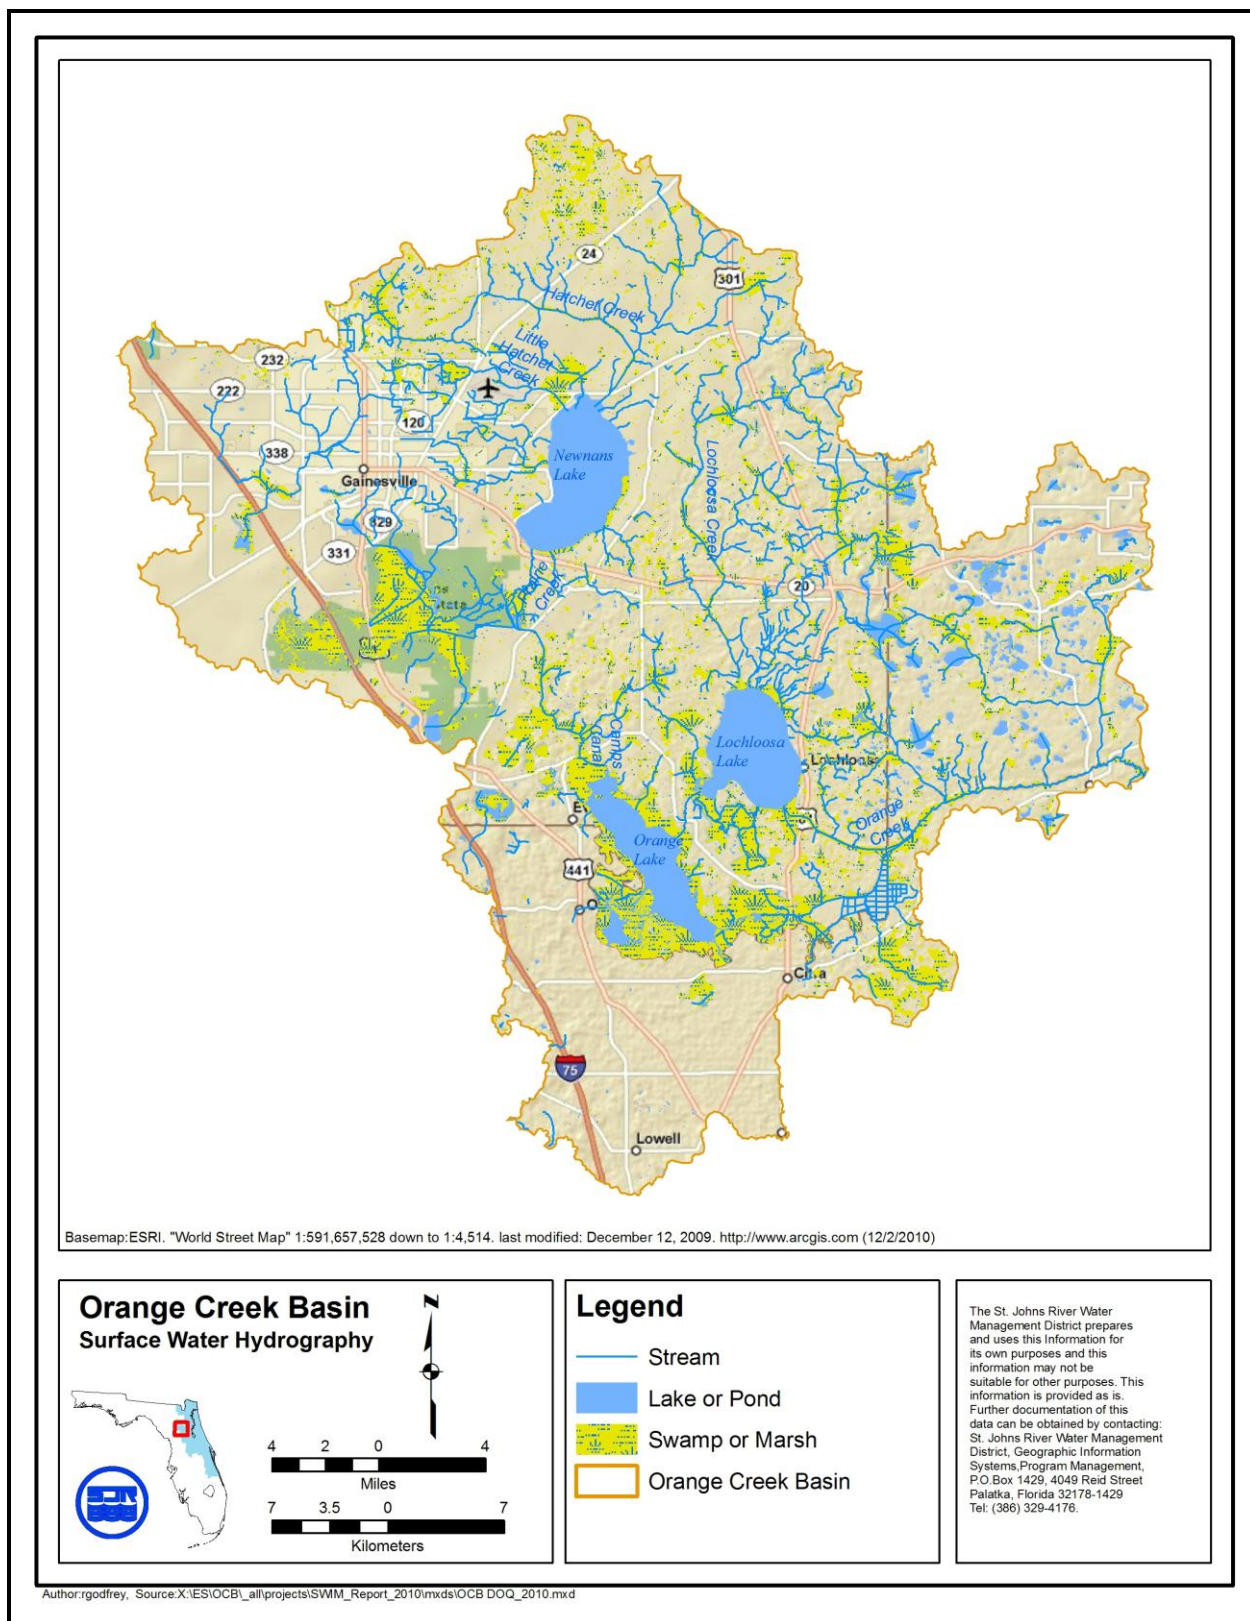 24
301
Hatchet Creek
Little
Hatchet
Creek
232
222
120
338
Newnans
Lake
Gainesville
Lochloosa Creek
329
331
Prairie
Creek
20
Camps
Canal
Lochloosa
Lake
Lochloosa
Orange
Creek
Orange
Lake
441
Citra
75
Lowell
Basemap:ESRI. "World Street Map" 1:591,657,528 down to 1:4,514. last modified: December 12, 2009. http://www.arcgis.com (12/2/2010)
Orange Creek Basin
Surface Water Hydrography
N
4 2 0 4
Miles
7 3.5 0 7
Kilometers
SJR
Legend
Stream
Lake or Pond
Swamp or Marsh
Orange Creek Basin
The St. Johns River Water
Management District prepares
and uses this Information for
its own purposes and this
information may not be
suitable for other purposes. This
information is provided as is.
Further documentation of this
data can be obtained by contacting:
St. Johns River Water Management
District, Geographic Information
Systems,Program Management,
P.O.Box 1429, 4049 Reid Street
Palatka, Florida 32178-1429
Tel: (386) 329-4176.
Author:rgodfrey, Source:X:\ES\OCB\_all\projects\SWIM_Report_2010\mxds\OCB DOQ_2010.mxd